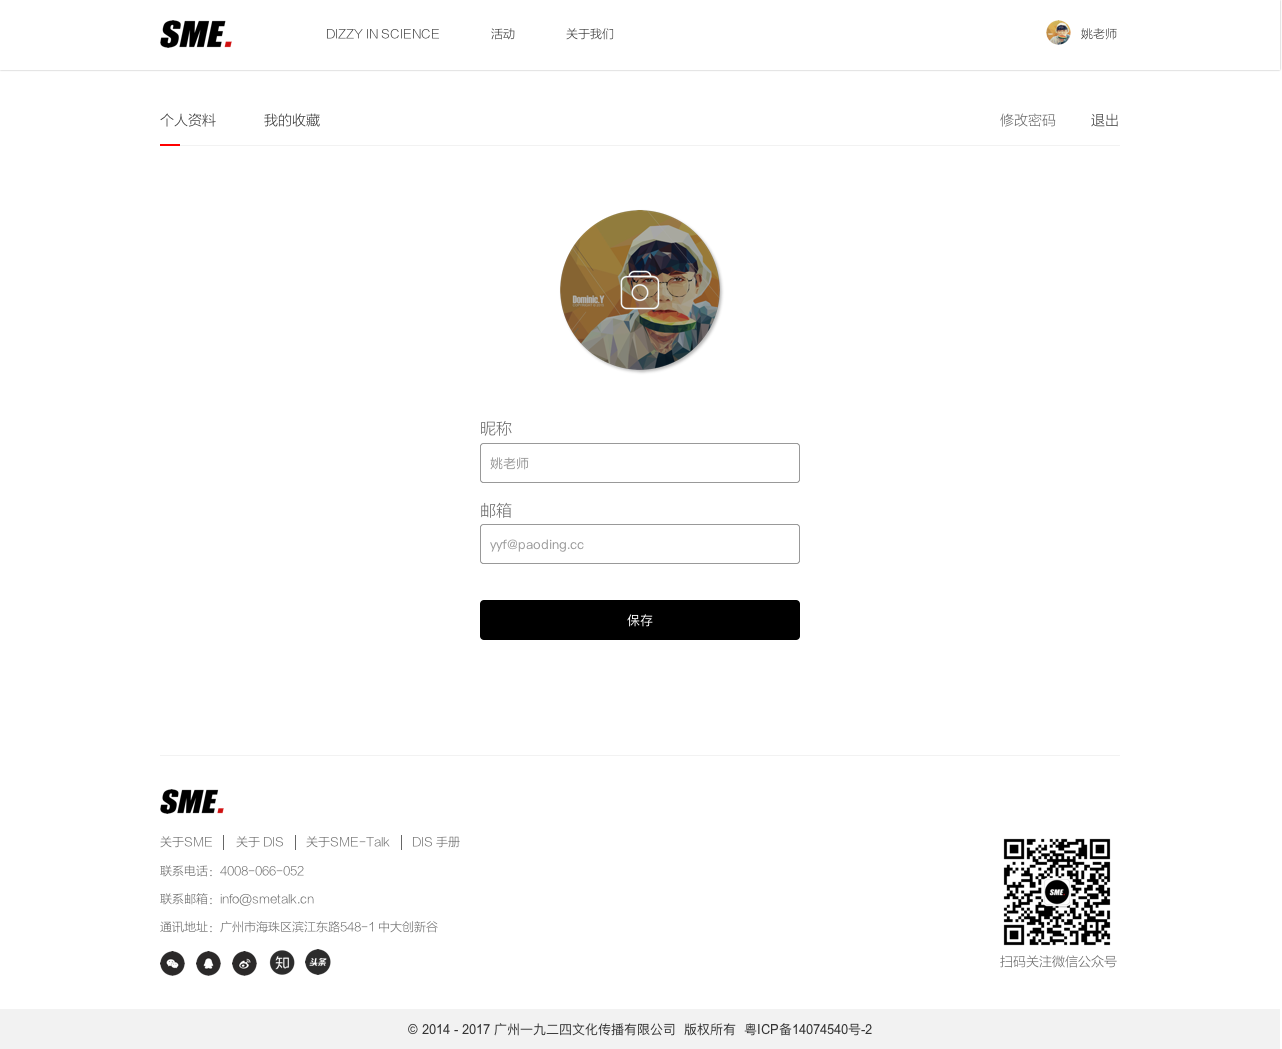 SME. DIZZY IN SCIENCE 活动 关于我们 姚老师
个人资料 我的收藏 修改密码 退出
Dominic.Y
昵称
姚老师
邮箱
yyf@paoding.cc
保存
SME.
关于SME | 关于 DIS | 关于SME-Talk | DIS 手册
联系电话：4008-066-052
联系邮箱：info@smetalk.cn
通讯地址：广州市海珠区滨江东路548-1 中大创新谷
知 头条
SME
扫码关注微信公众号
© 2014 - 2017 广州一九二四文化传播有限公司 版权所有 粤ICP备14074540号-2